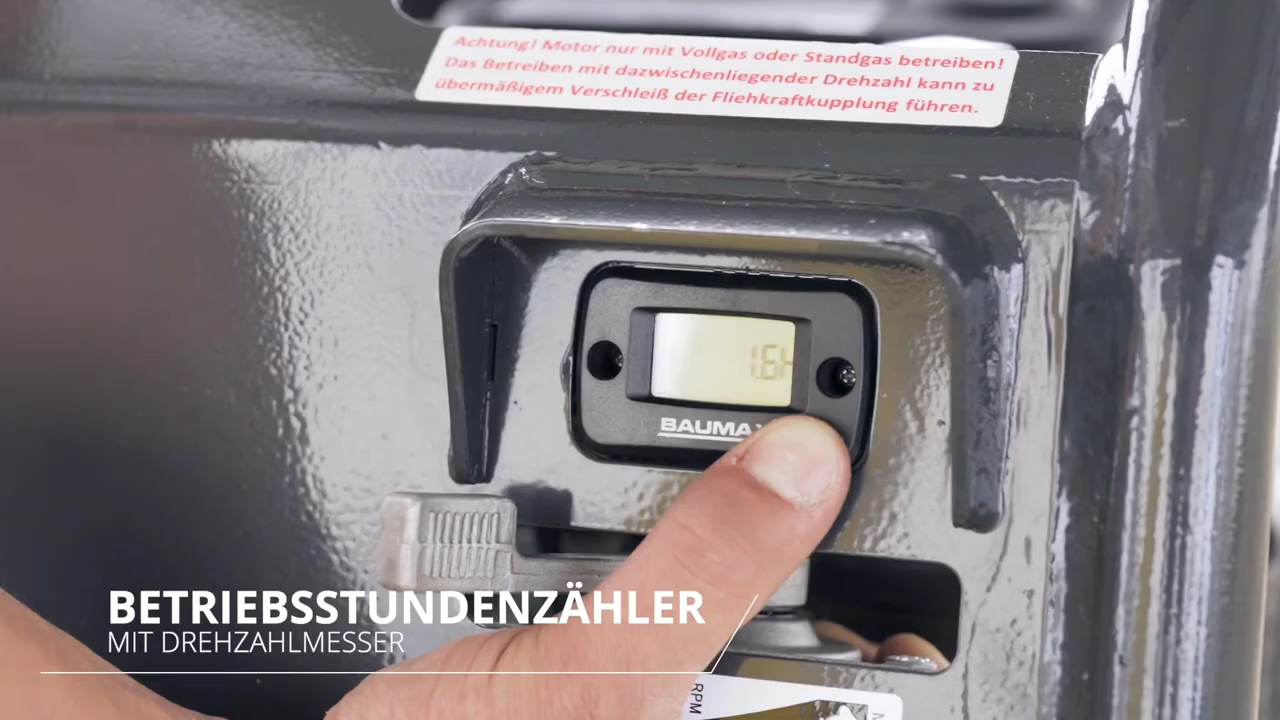 Achtung! Motor nur mit Vollgas oder Standgas betreiben!
Das Betreiben mit dazwischenliegender Drehzahl kann zu
übermäßigem Verschleiß der Fliehkraftkupplung führen.
1.6H
BAUMA
BETRIEBSSTUNDENZÄHLER
MIT DREHZAHLMESSER
RPM